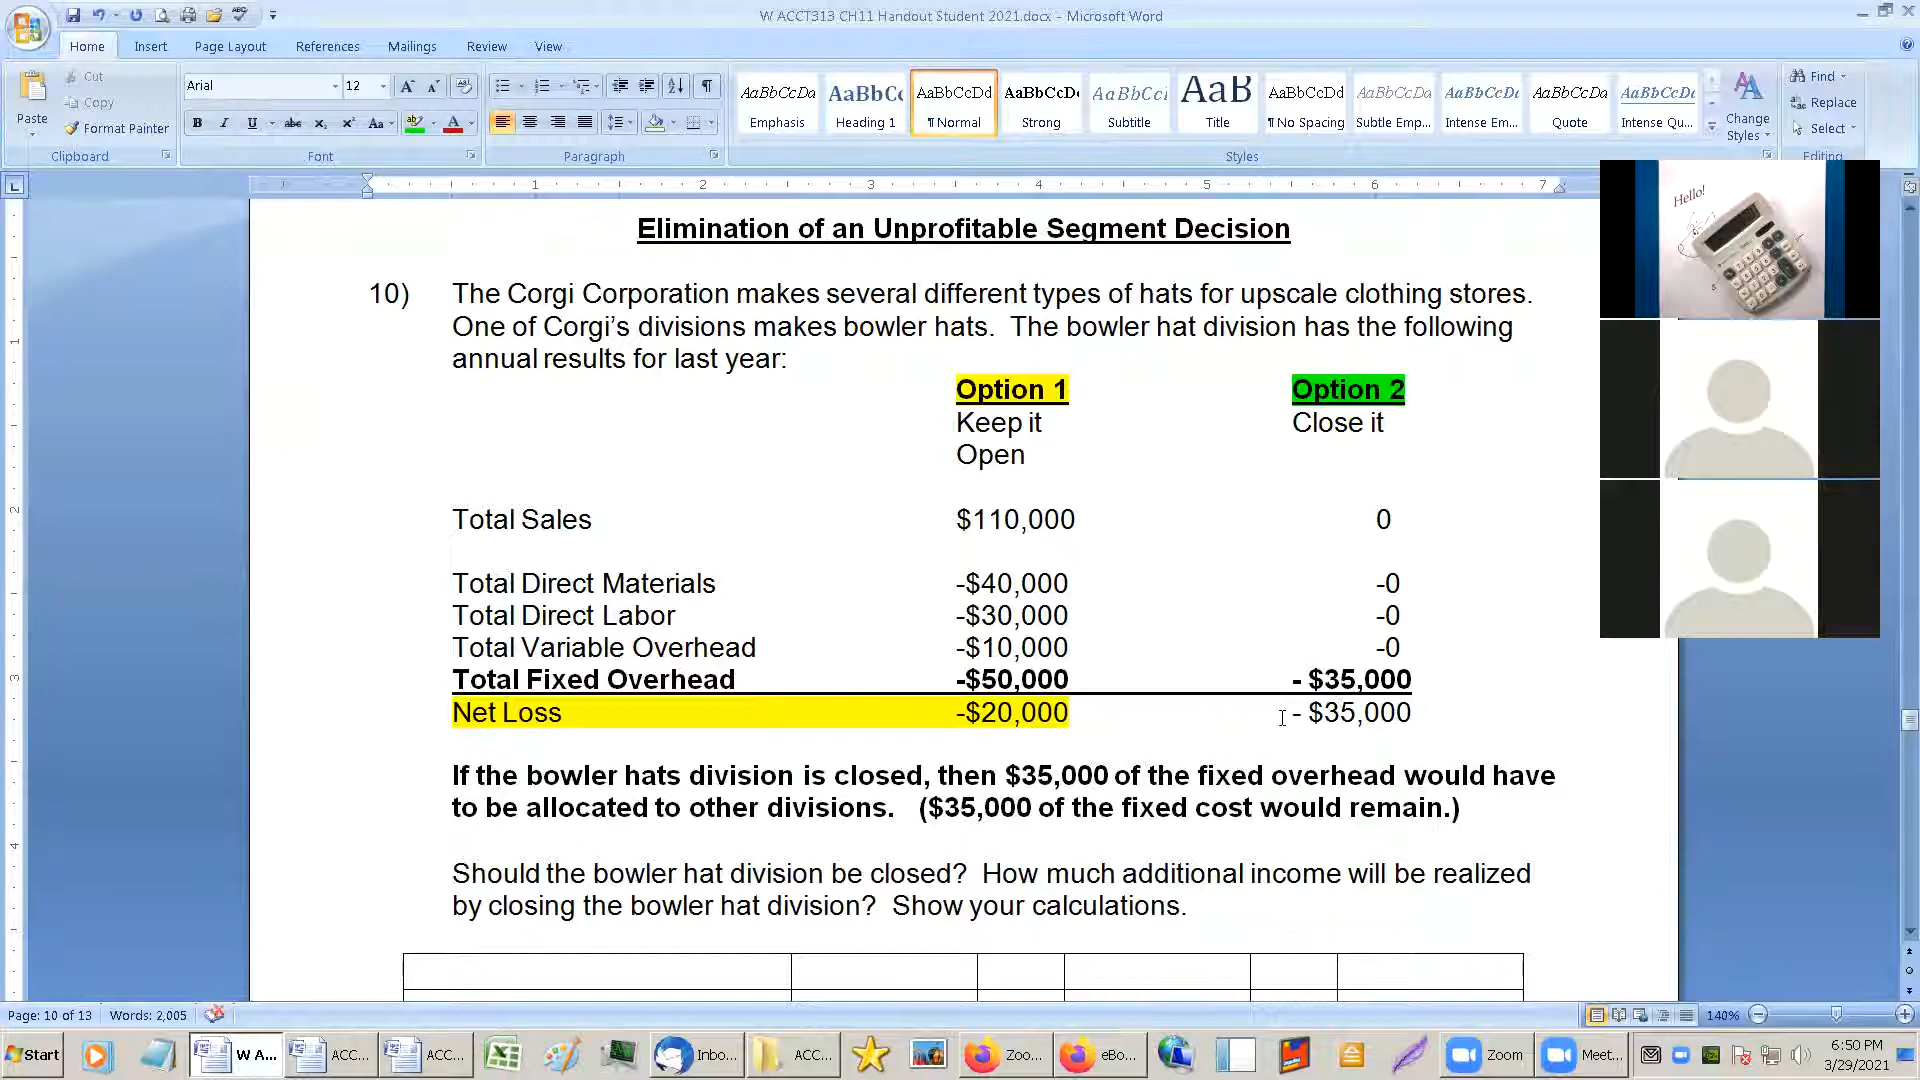 W ACCT313 CH11 Handout Student 2021.docx - Microsoft Word
Home Insert Page Layout References Mailings Review View
Paste
Cut
Copy
Format Painter
Clipboard
Arial 12
Font
Paragraph
AaBbCcDa AaBbCc AaBbCcDd AaBbCcDc AaBbCcI AaB AaBbCcDd AaBbCcDa AaBbCcDc AaBbCcDa AaBbCcDc
Emphasis Heading 1 ¶ Normal Strong Subtitle Title ¶ No Spacing Subtle Emp... Intense Em... Quote Intense Qu...
Styles
Change
Styles
Find
Replace
Select
Editing
1 2 3 4 5 6 7
Hello!
Elimination of an Unprofitable Segment Decision
10) The Corgi Corporation makes several different types of hats for upscale clothing stores.
One of Corgi’s divisions makes bowler hats. The bowler hat division has the following
annual results for last year:
Option 1 Option 2
Keep it Close it
Open
Total Sales $110,000 0
Total Direct Materials -$40,000 -0
Total Direct Labor -$30,000 -0
Total Variable Overhead -$10,000 -0
Total Fixed Overhead -$50,000 - $35,000
Net Loss -$20,000 - $35,000
If the bowler hats division is closed, then $35,000 of the fixed overhead would have
to be allocated to other divisions. ($35,000 of the fixed cost would remain.)
Should the bowler hat division be closed? How much additional income will be realized
by closing the bowler hat division? Show your calculations.
Page: 10 of 13 Words: 2,005 140%
Start W A... ACC... ACC... Inbo... ACC... Zoo... eBo... Zoom Meet...
6:50 PM
3/29/2021